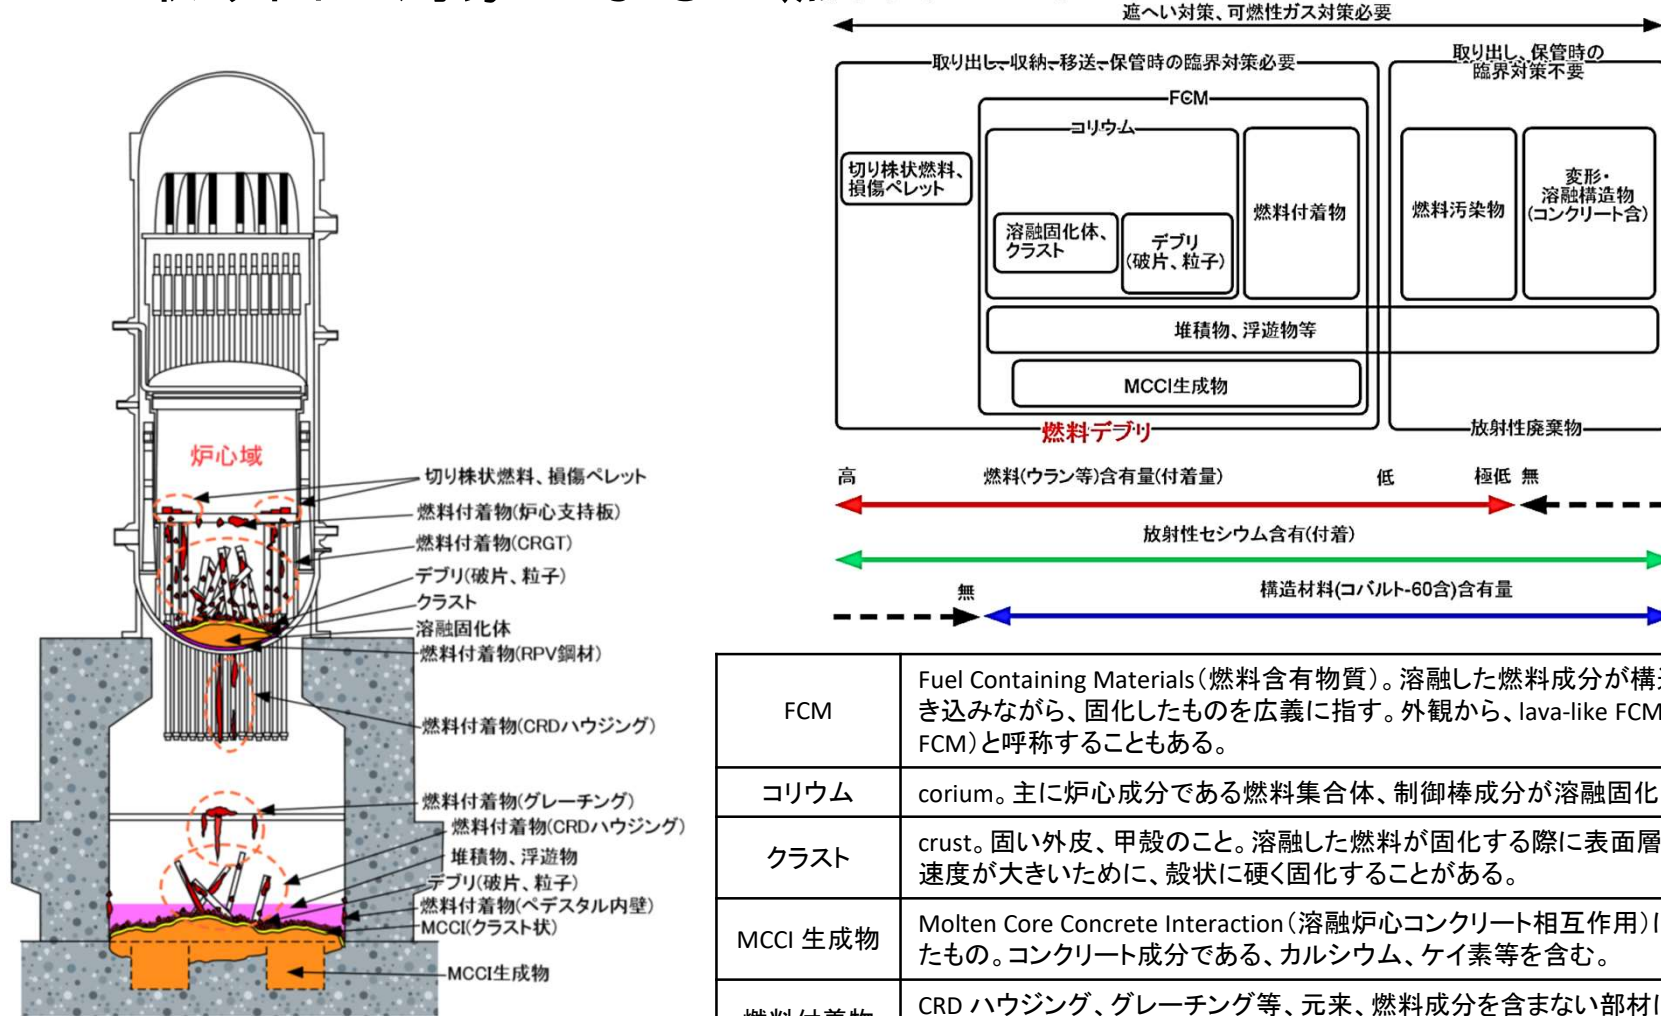 遮へい対策、可燃性ガス対策必要
取り出し、収納、移送、保管時の臨界対策必要
取り出し、保管時の
臨界対策不要
FCM
コリウム
切り株状燃料、
損傷ペレット
溶融固化体、
クラスト
デブリ
(破片、粒子)
燃料付着物
燃料汚染物
変形・
溶融構造物
(コンクリート含)
堆積物、浮遊物等
MCCI生成物
燃料デブリ
放射性廃棄物
高
燃料(ウラン等)含有量(付着量)
低
極低
無
放射性セシウム含有(付着)
無
構造材料(コバルト-60含)含有量
炉心域
切り株状燃料、損傷ペレット
燃料付着物(炉心支持板)
燃料付着物(CRGT)
デブリ(破片、粒子)
クラスト
溶融固化体
燃料付着物(RPV鋼材)
燃料付着物(CRDハウジング)
燃料付着物(グレーチング)
燃料付着物(CRDハウジング)
堆積物、浮遊物
デブリ(破片、粒子)
燃料付着物(ペデスタル内壁)
MCCI(クラスト状)
MCCI生成物
FCM
Fuel Containing Materials（燃料含有物質）。溶融した燃料成分が構
き込みながら、固化したものを広義に指す。外観から、lava-like FCM
FCM）と呼称することもある。
コリウム
corium。主に炉心成分である燃料集合体、制御棒成分が溶融固化
クラスト
crust。固い外皮、甲殻のこと。溶融した燃料が固化する際に表面層
速度が大きいために、殻状に硬く固化することがある。
MCCI 生成物
Molten Core Concrete Interaction（溶融炉心コンクリート相互作用）に
たもの。コンクリート成分である、カルシウム、ケイ素等を含む。
燃料付着物
CRD ハウジング、グレーチング等、元来、燃料成分を含まない部材に